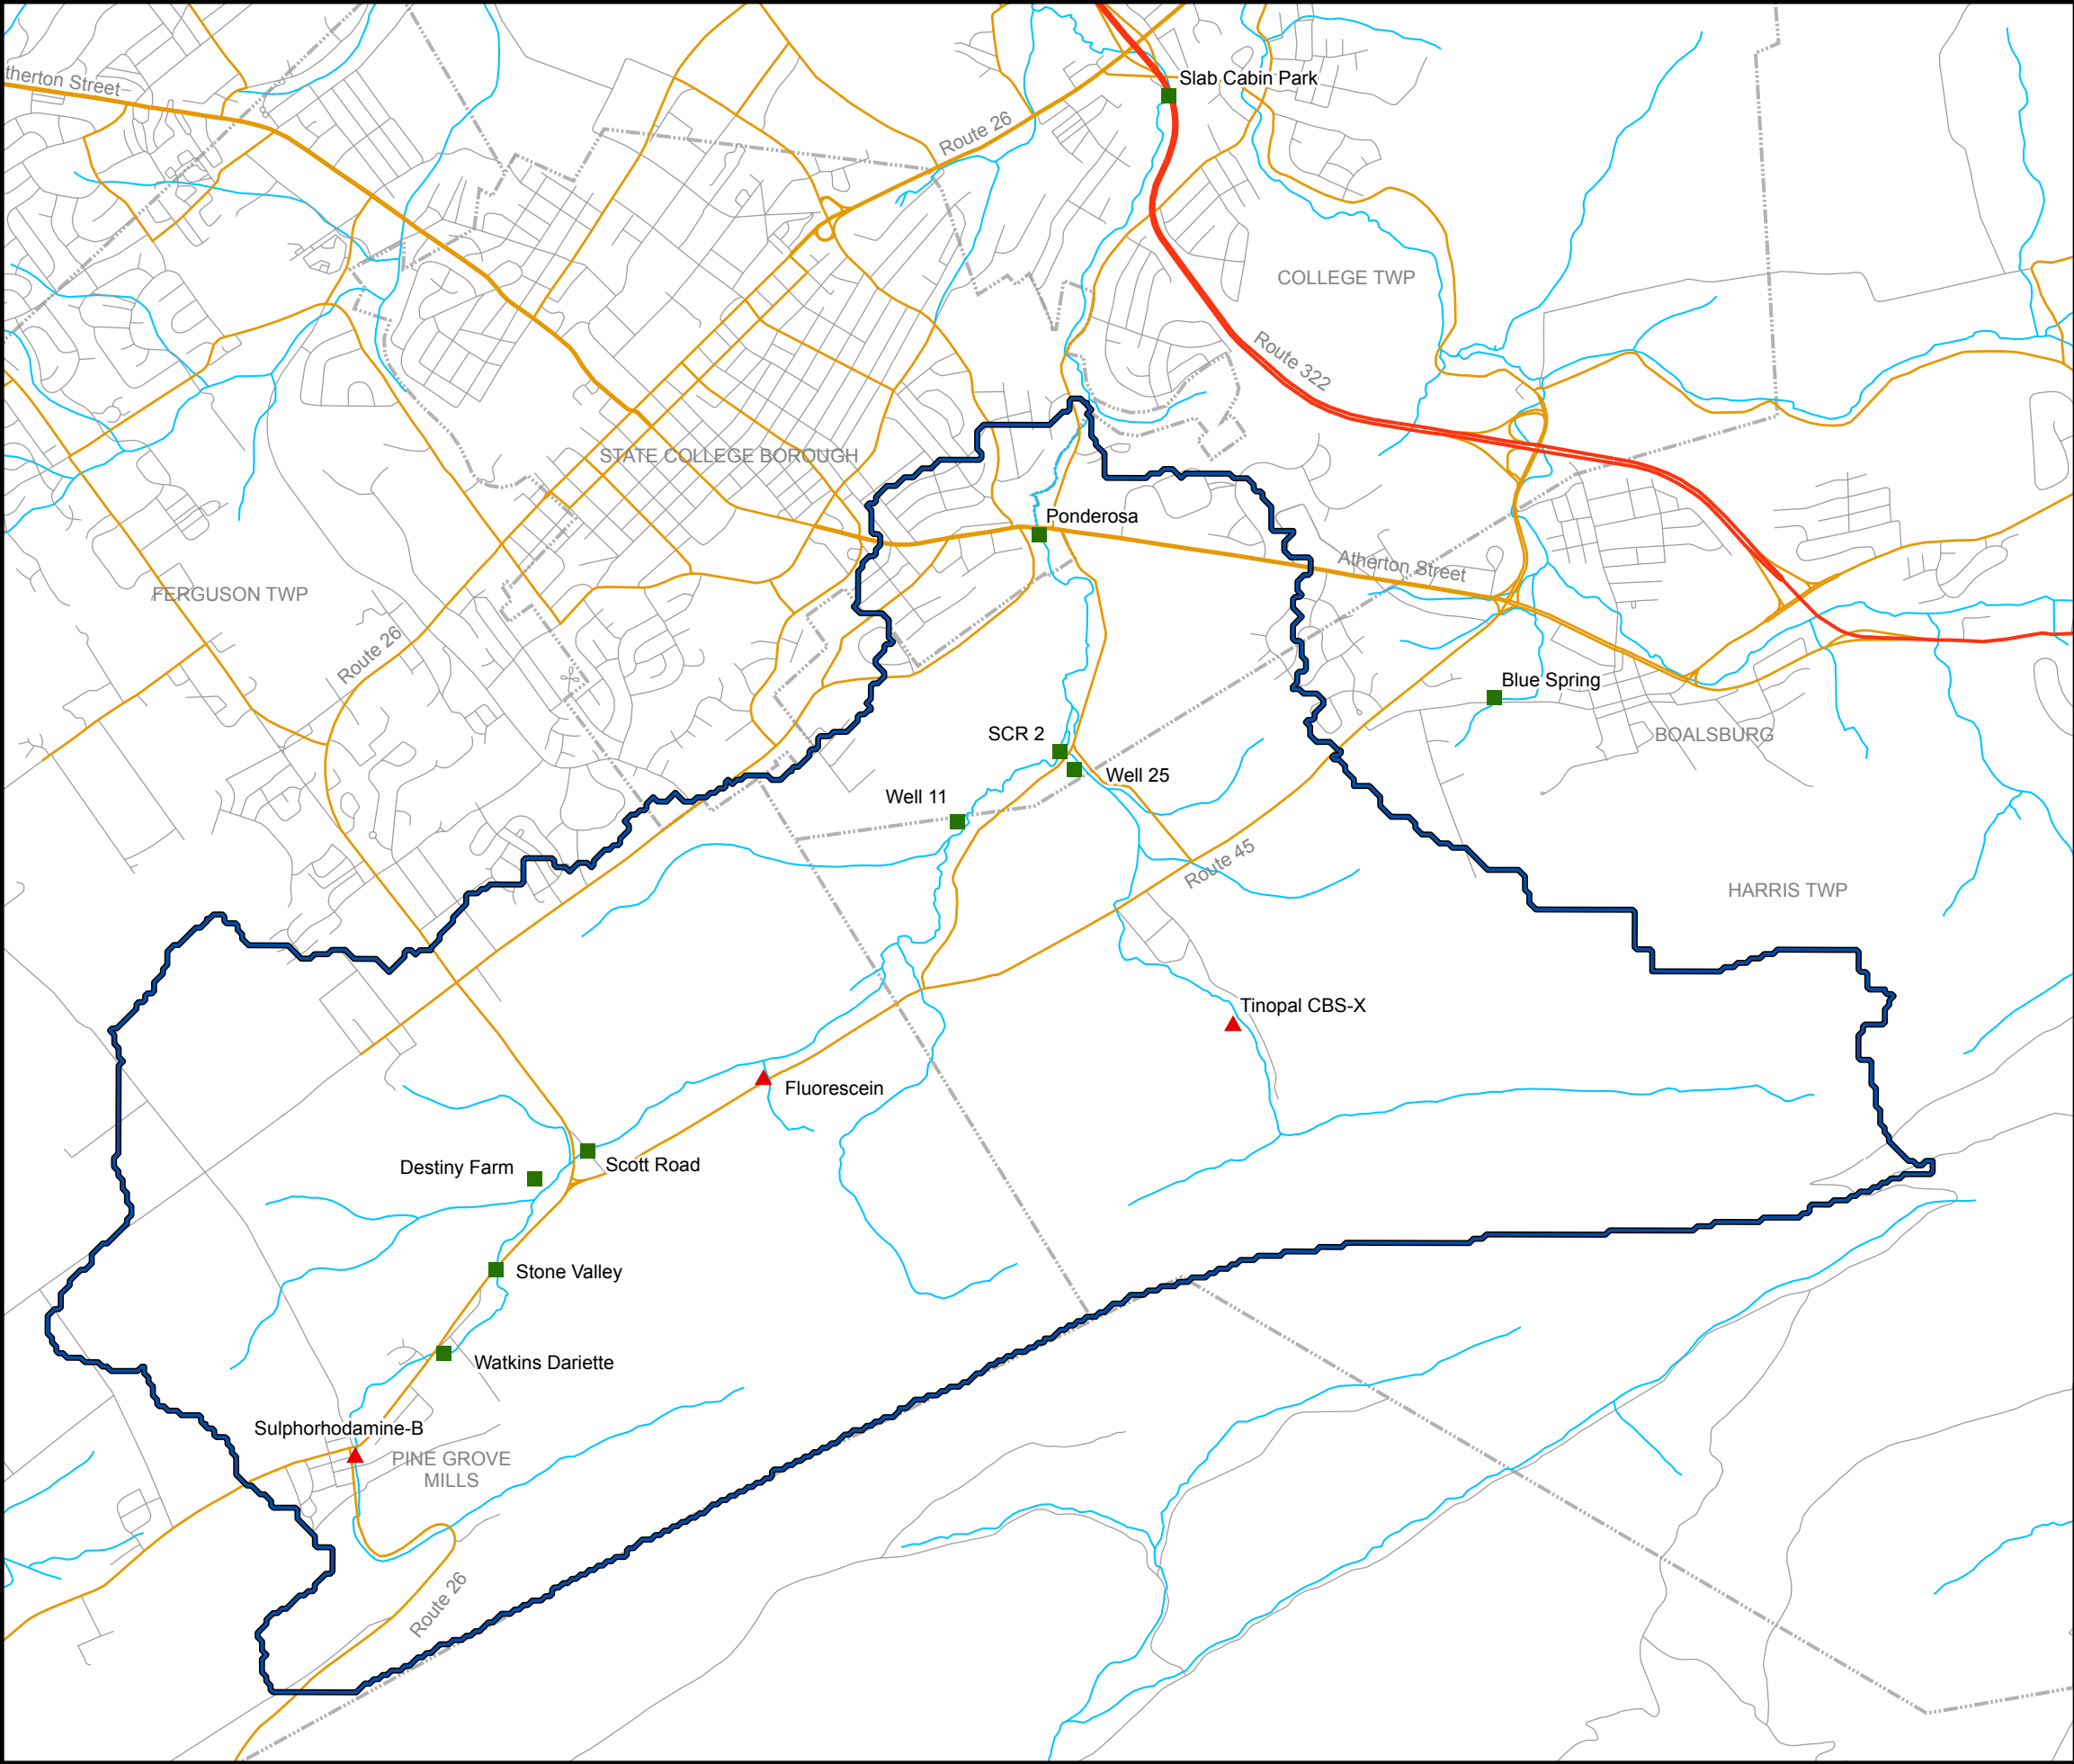 Slab Cabin Park
therton Street
Route 26
COLLEGE TWP
Route 322
STATE COLLEGE BOROUGH
Ponderosa
Atherton Street
FERGUSON TWP
Route 26
Blue Spring
SCR 2
BOALSBURG
Well 25
Well 11
Route 45
HARRIS TWP
Tinopal CBS-X
Fluorescein
Scott Road
Destiny Farm
Stone Valley
Watkins Dariette
Sulphorhodamine-B
PINE GROVE
MILLS
Route 26